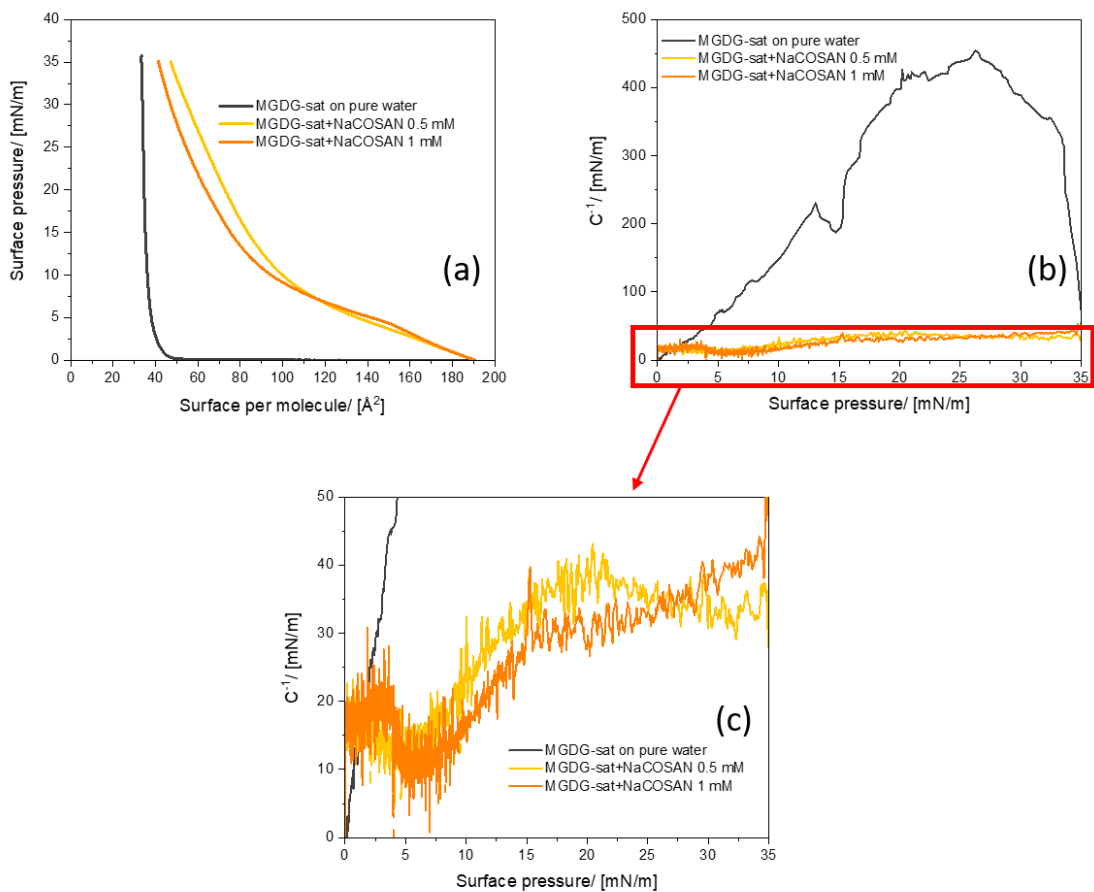 40
35
30
25
20
15
10
5
0
Surface pressure/ [mN/m]
MGDG-sat on pure water
MGDG-sat+NaCOSAN 0.5 mM
MGDG-sat+NaCOSAN 1 mM
(a)
0 20 40 60 80 100 120 140 160 180 200
Surface per molecule/ [Å²]
500
400
300
200
100
0
C⁻¹/ [mN/m]
MGDG-sat on pure water
MGDG-sat+NaCOSAN 0.5 mM
MGDG-sat+NaCOSAN 1 mM
(b)
0 5 10 15 20 25 30 35
Surface pressure/ [mN/m]
50
40
30
20
10
0
C⁻¹/ [mN/m]
(c)
MGDG-sat on pure water
MGDG-sat+NaCOSAN 0.5 mM
MGDG-sat+NaCOSAN 1 mM
0 5 10 15 20 25 30 35
Surface pressure/ [mN/m]